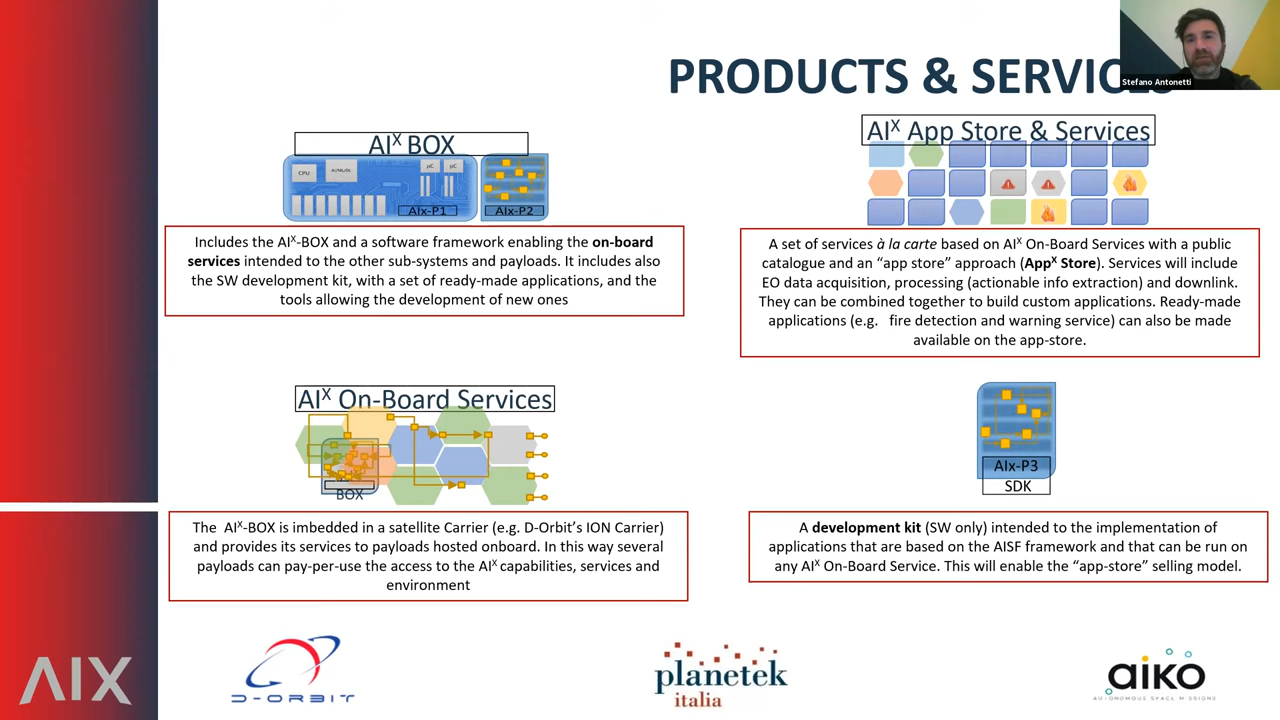 PRODUCTS & SERVICES
Stefano Antonetti
AIX BOX
CPU
AI/ML/DL
µC
µC
AIx-P1
AIx-P2
Includes the AIX-BOX and a software framework enabling the on-board
services intended to the other sub-systems and payloads. It includes also
the SW development kit, with a set of ready-made applications, and the
tools allowing the development of new ones
AIX App Store & Services
A set of services à la carte based on AIX On-Board Services with a public
catalogue and an “app store” approach (AppX Store). Services will include
EO data acquisition, processing (actionable info extraction) and downlink.
They can be combined together to build custom applications. Ready-made
applications (e.g. fire detection and warning service) can also be made
available on the app-store.
AIX On-Board Services
BOX
The AIX-BOX is imbedded in a satellite Carrier (e.g. D-Orbit’s ION Carrier)
and provides its services to payloads hosted onboard. In this way several
payloads can pay-per-use the access to the AIX capabilities, services and
environment
AIx-P3
SDK
A development kit (SW only) intended to the implementation of
applications that are based on the AISF framework and that can be run on
any AIX On-Board Service. This will enable the “app-store” selling model.
AIX
D-ORBIT
planetek
italia
aiko
AUTONOMOUS SPACE MISSIONS